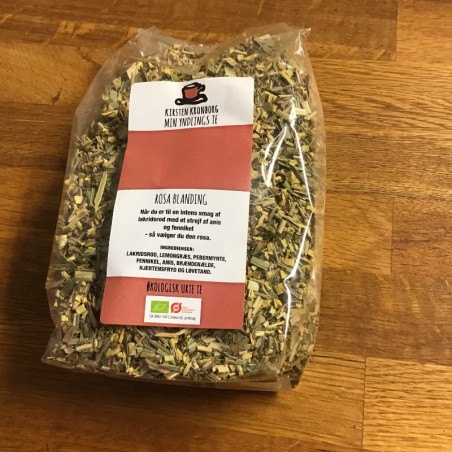 KIRSTEN KRONBORG
MIN YNDLINGS TE
ROSA BLANDING
Når du er til en intens smag af
lakridsrod med et strejf af anis
og fennikel
- så vælger du den rosa.
INGREDIENSER:
LAKRIDSROD, LEMONGRÆS, PEBERMYNTE,
FENNIKEL, ANIS, BRÆNDENÆLDE,
HJERTENSFRYD OG LØVETAND.
ØKOLOGISK URTE TE